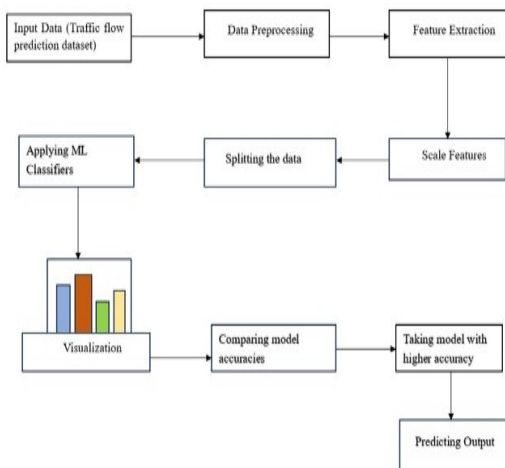 Input Data (Traffic flow
prediction dataset)
Data Preprocessing
Feature Extraction
Scale Features
Splitting the data
Applying ML
Classifiers
Visualization
Comparing model
accuracies
Taking model with
higher accuracy
Predicting Output